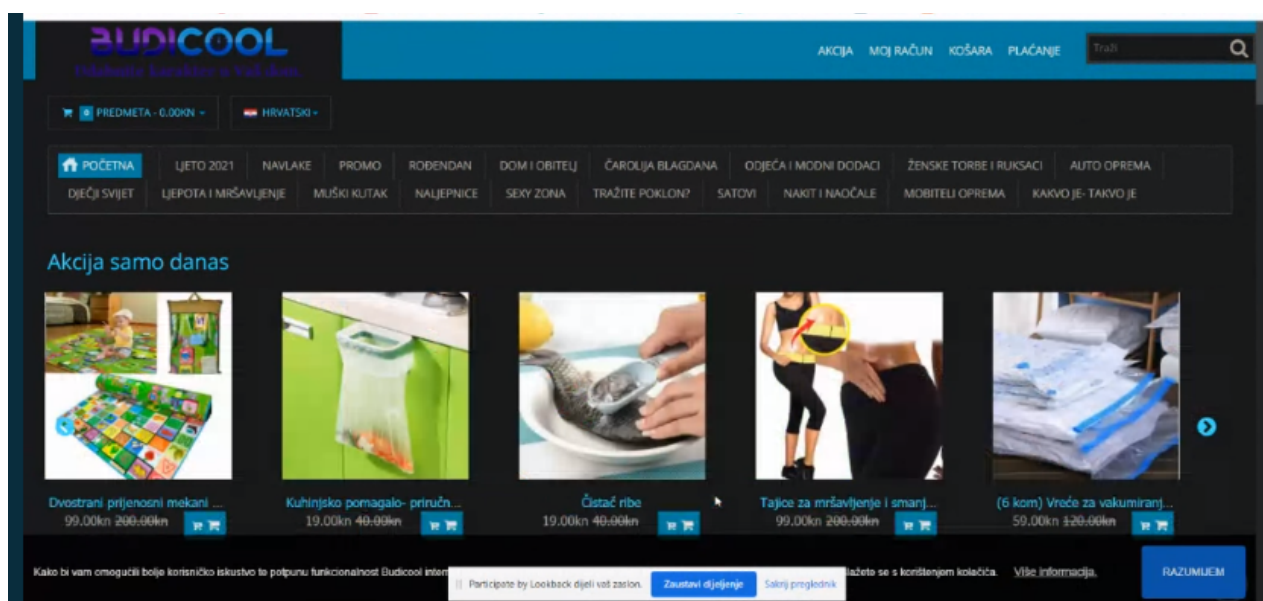 BUDICOOL
AKCIJA MOJ RAČUN KOŠARA PLAĆANJE Traži
0 PREDMETA - 0.00KN HRVATSKI
POČETNA LJETO 2021 NAVLAKE PROMO ROĐENDAN DOM I OBITELJ ČAROLIJA BLAGDANA ODJEĆA I MODNI DODACI ŽENSKE TORBE I RUKSACI AUTO OPREMA
DJEČJI SVIJET LJEPOTA I MRŠAVLJENJE MUŠKI KUTAK NALJEPNICE SEXY ZONA TRAŽITE POKLON? SATOVI NAKIT I NAOČALE MOBITELI OPREMA KAKVO JE- TAKVO JE
Akcija samo danas
Dvostrani prijenosni mekani ... Kuhinjsko pomagalo- priručn... Čistač ribe Tajice za mršavljenje i smanj... (6 kom) Vreće za vakumiranj...
99.00kn 200.00kn 19.00kn 40.00kn 19.00kn 40.00kn 99.00kn 200.00kn 59.00kn 120.00kn
Kako bi vam omogućili bolje korisničko iskustvo te potpunu funkcionalnost Budicool intern lažete se s korištenjem kolačića. Više informacija. RAZUMIJEM
Participate by Lookback dijeli vaš zaslon. Zaustavi dijeljenje Sakrij preglednik